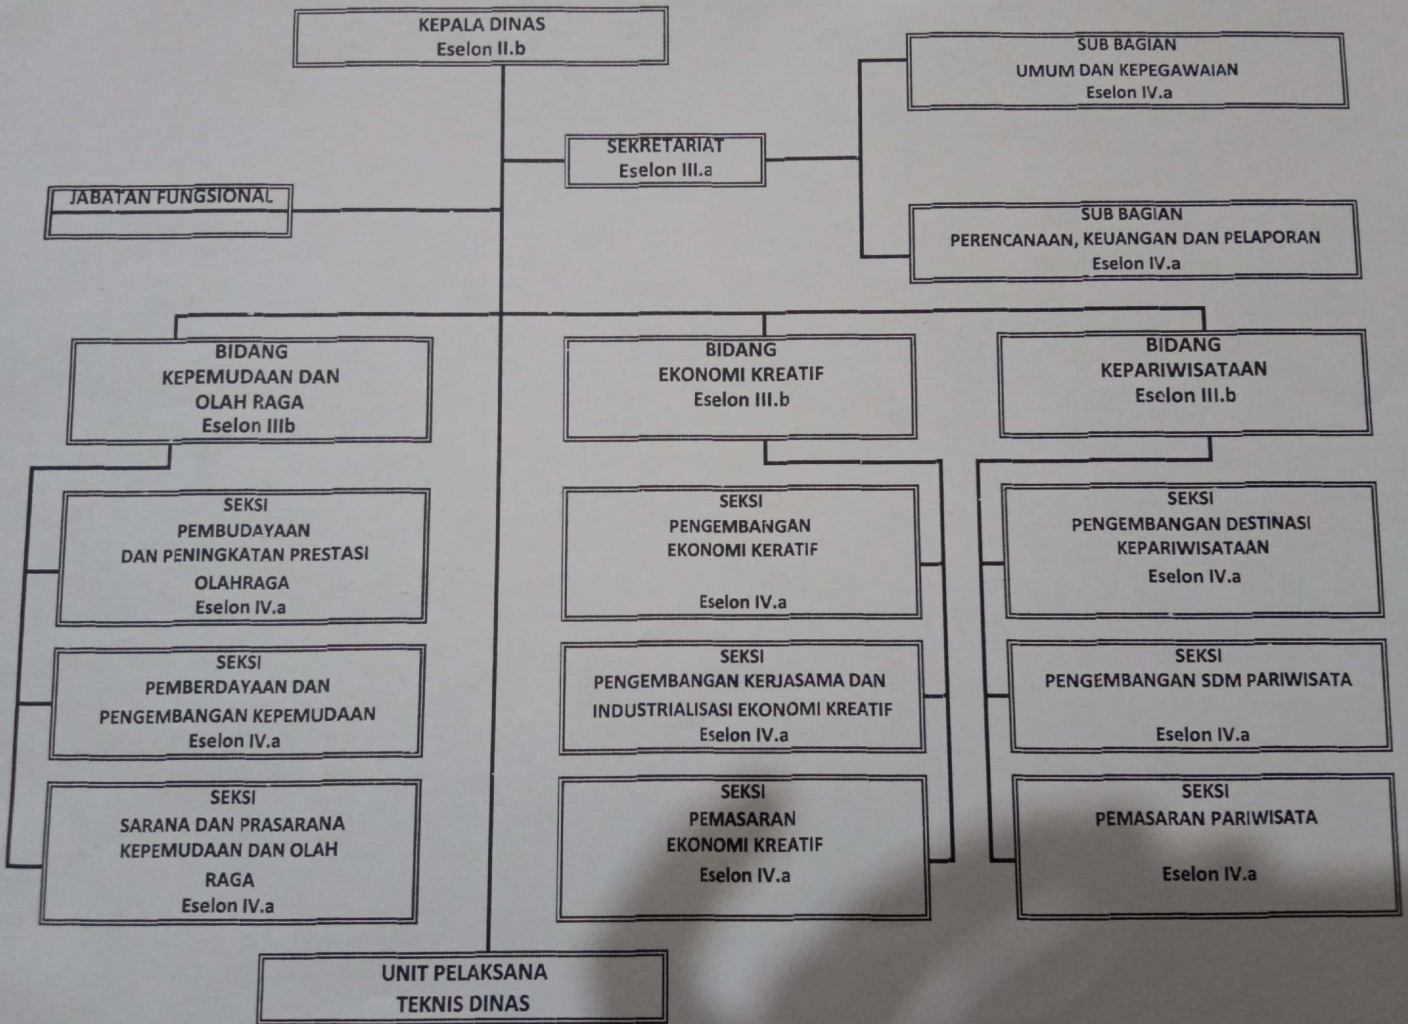 KEPALA DINAS
Eselon II.b
SUB BAGIAN
UMUM DAN KEPEGAWAIAN
Eselon IV.a
SEKRETARIAT
Eselon III.a
JABATAN FUNGSIONAL
SUB BAGIAN
PERENCANAAN, KEUANGAN DAN PELAPORAN
Eselon IV.a
BIDANG
KEPEMUDAAN DAN
OLAH RAGA
Eselon IIIb
BIDANG
EKONOMI KREATIF
Eselon III.b
BIDANG
KEPARIWISATAAN
Eselon III.b
SEKSI
PEMBUDAYAAN
DAN PENINGKATAN PRESTASI
OLAHRAGA
Eselon IV.a
SEKSI
PENGEMBANGAN
EKONOMI KERATIF
Eselon IV.a
SEKSI
PENGEMBANGAN DESTINASI
KEPARIWISATAAN
Eselon IV.a
SEKSI
PEMBERDAYAAN DAN
PENGEMBANGAN KEPEMUDAAN
Eselon IV.a
SEKSI
PENGEMBANGAN KERJASAMA DAN
INDUSTRIALISASI EKONOMI KREATIF
Eselon IV.a
SEKSI
PENGEMBANGAN SDM PARIWISATA
Eselon IV.a
SEKSI
SARANA DAN PRASARANA
KEPEMUDAAN DAN OLAH
RAGA
Eselon IV.a
SEKSI
PEMASARAN
EKONOMI KREATIF
Eselon IV.a
SEKSI
PEMASARAN PARIWISATA
Eselon IV.a
UNIT PELAKSANA
TEKNIS DINAS